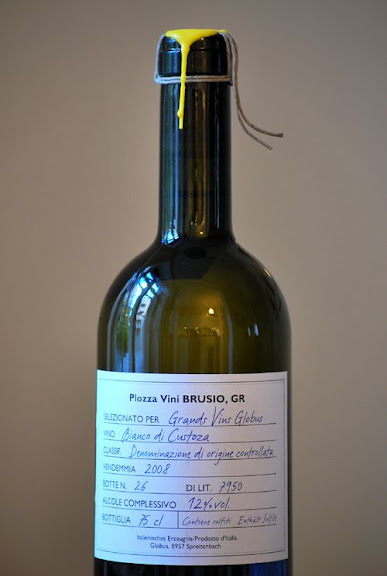 Plozza Vini BRUSIO, GR
SELEZIONATO PER Grands Vins Globus
VINO Bianco di Custoza
CLASSIF. Denominazione di origine controllata
VENDEMMIA 2008
BOTTE N. 26 DI LIT. 7950
ALCOLE COMPLESSIVO 12% vol.
BOTTIGLIA 75 cl Contiene solfiti Enthält Sulfite
Italienisches Erzeugnis/Prodotto d'Italia
Globus, 8957 Spreitenbach